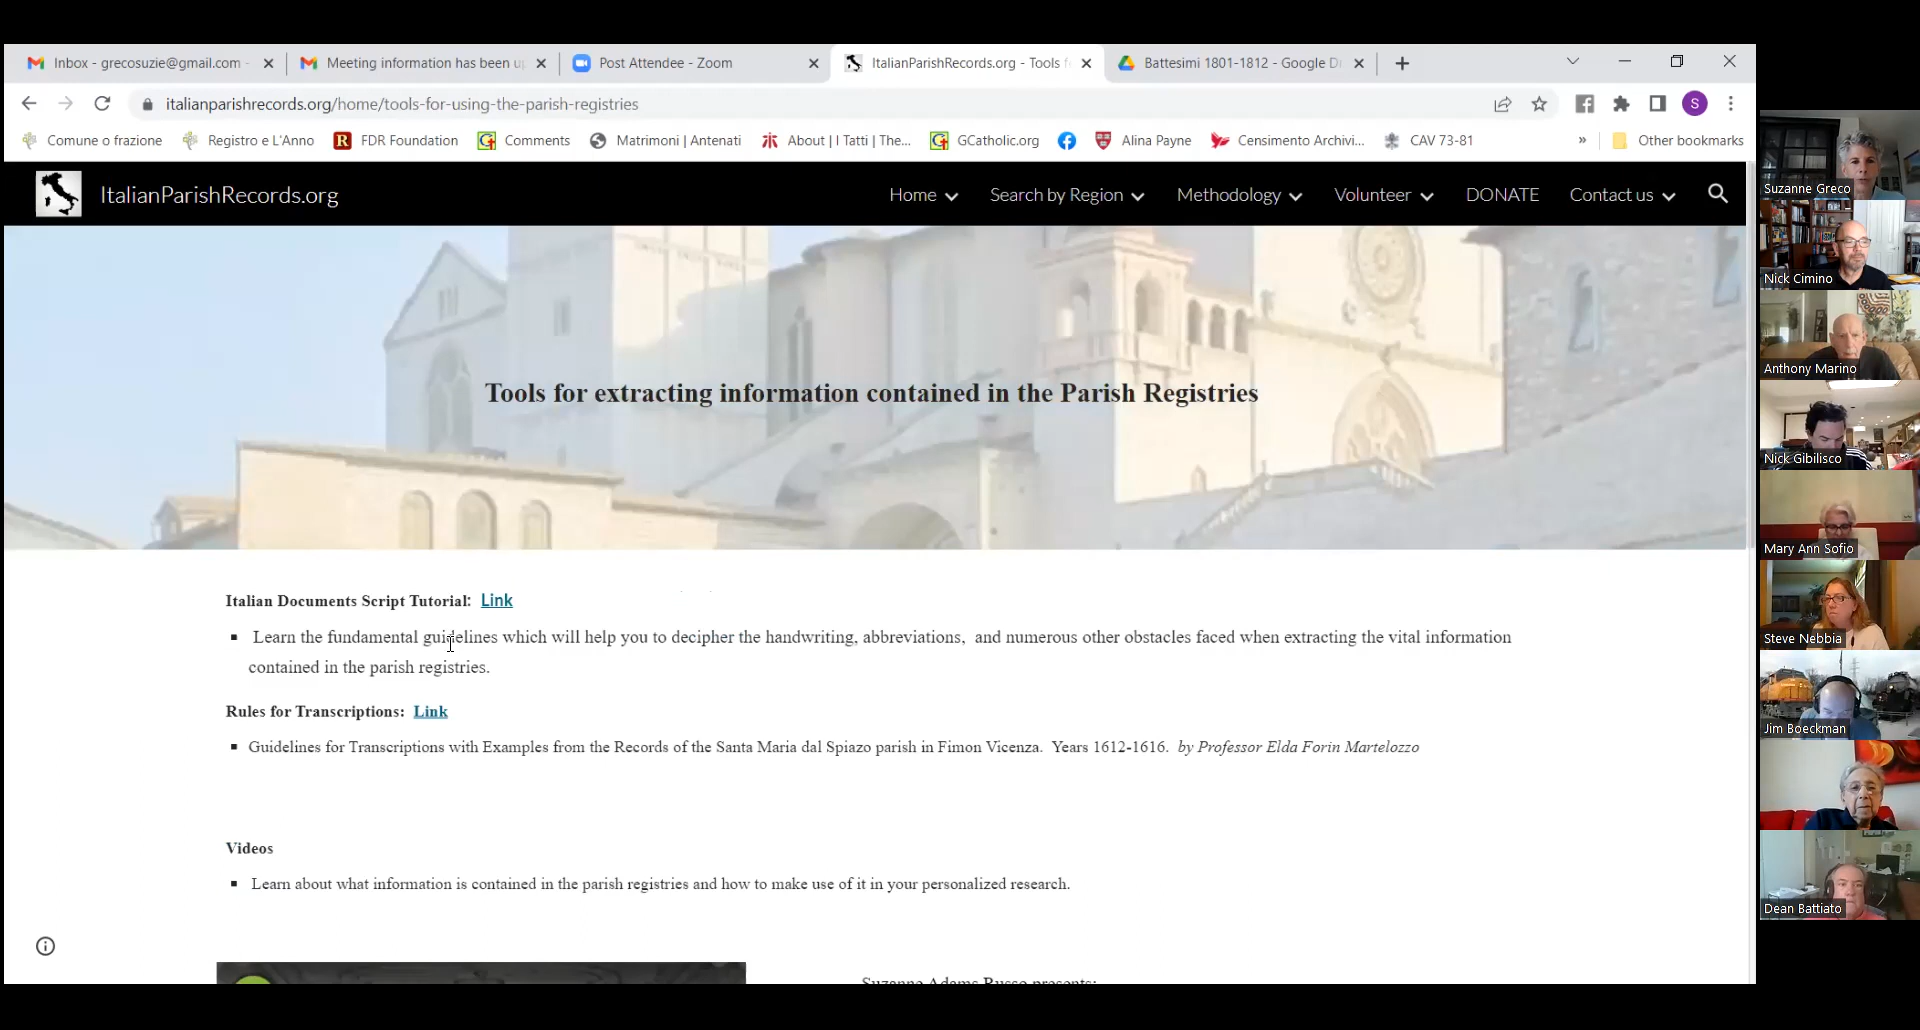 Inbox - grecosuzie@gmail.com -
Meeting information has been u
Post Attendee - Zoom
ItalianParishRecords.org - Tools f
Battesimi 1801-1812 - Google D
italianparishrecords.org/home/tools-for-using-the-parish-registries
S
Comune o frazione
Registro e L'Anno
R FDR Foundation
Comments
Matrimoni | Antenati
About | I Tatti | The...
GCatholic.org
Alina Payne
Censimento Archivi...
CAV 73-81
»
Other bookmarks
ItalianParishRecords.org
Home
Search by Region
Methodology
Volunteer
DONATE
Contact us
Tools for extracting information contained in the Parish Registries
Italian Documents Script Tutorial: Link
▪ Learn the fundamental guidelines which will help you to decipher the handwriting, abbreviations, and numerous other obstacles faced when extracting the vital information
contained in the parish registries.
Rules for Transcriptions: Link
▪ Guidelines for Transcriptions with Examples from the Records of the Santa Maria dal Spiazo parish in Fimon Vicenza. Years 1612-1616. by Professor Elda Forin Martelozzo
Videos
▪ Learn about what information is contained in the parish registries and how to make use of it in your personalized research.
Suzanne Adams Russo presents:
Suzanne Greco
Nick Cimino
Anthony Marino
Nick Gibilisco
Mary Ann Sofio
Steve Nebbia
Jim Boeckman
Dean Battiato